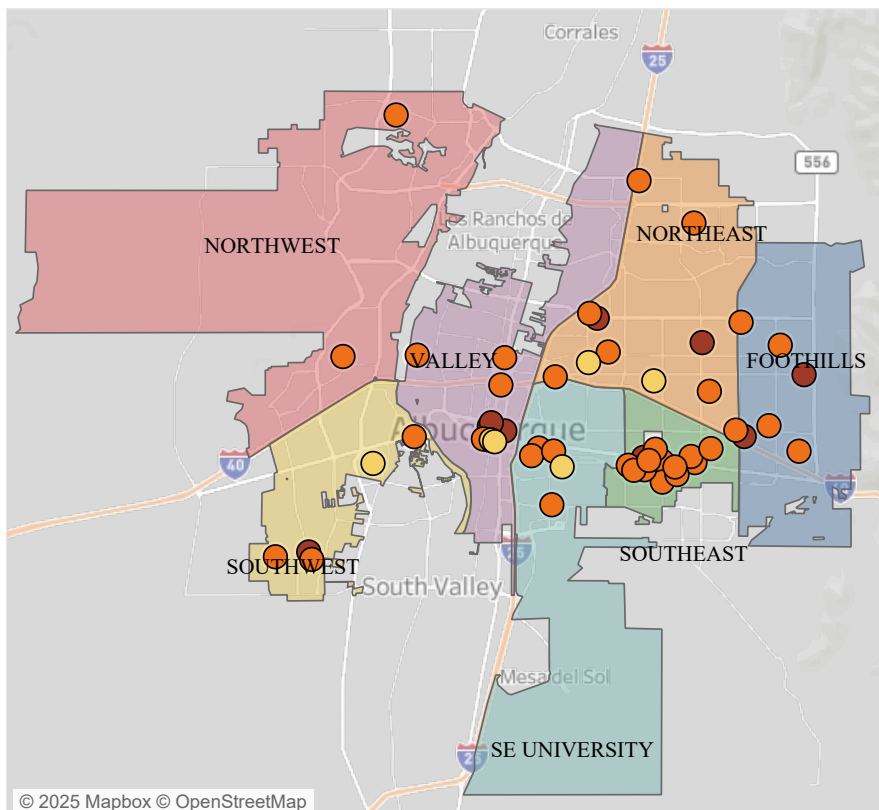 Corrales
25
556
Los Ranchos de
Albuquerque
NORTHWEST
NORTHEAST
VALLEY
FOOTHILLS
Albuquerque
40
SOUTHWEST
25
SOUTHEAST
South Valley
Mesa del Sol
SE UNIVERSITY
25
© 2025 Mapbox © OpenStreetMap